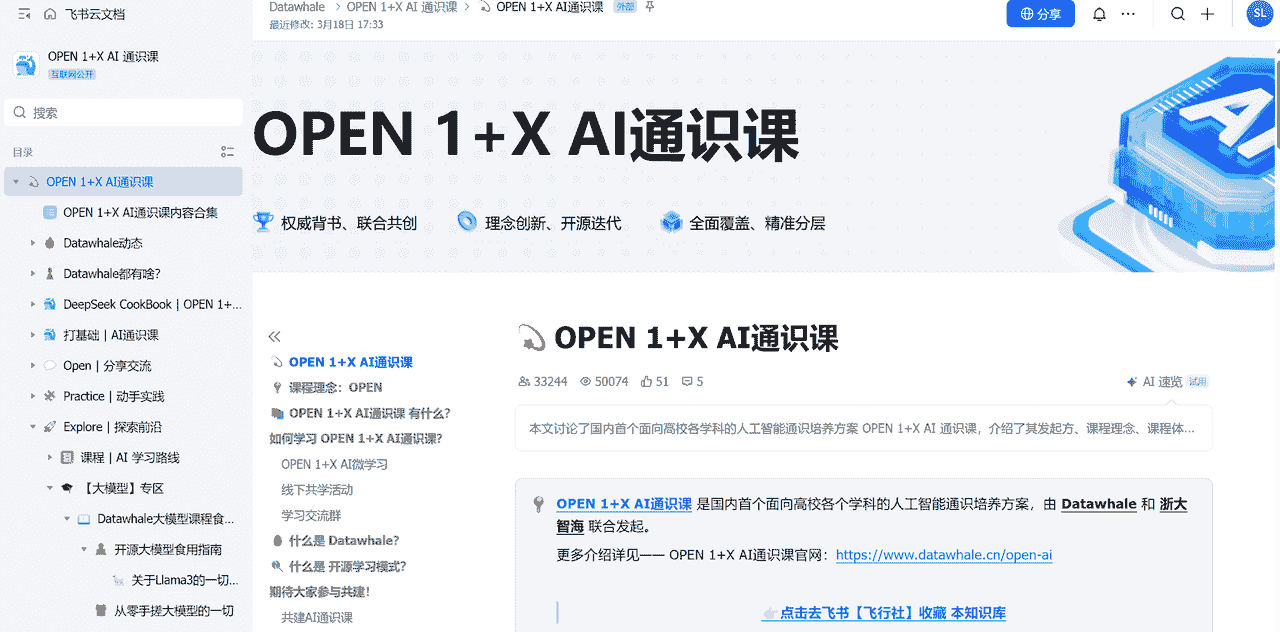 飞书云文档
Datawhale > OPEN 1+X AI 通识课 > OPEN 1+X AI通识课 外部
最近修改: 3月18日 17:33
分享
SL
OPEN 1+X AI 通识课
互联网公开
搜索
目录
OPEN 1+X AI通识课
OPEN 1+X AI通识课内容合集
Datawhale动态
Datawhale都有啥?
DeepSeek CookBook | OPEN 1+...
打基础 | AI通识课
Open | 分享交流
Practice | 动手实践
Explore | 探索前沿
课程 | AI 学习路线
【大模型】专区
Datawhale大模型课程食...
开源大模型食用指南
关于Llama3的一切...
从零手搓大模型的一切
OPEN 1+X AI通识课
权威背书、联合共创
理念创新、开源迭代
全面覆盖、精准分层
AI
OPEN 1+X AI通识课
课程理念：OPEN
OPEN 1+X AI通识课 有什么?
如何学习 OPEN 1+X AI通识课?
OPEN 1+X AI微学习
线下共学活动
学习交流群
什么是 Datawhale?
什么是 开源学习模式?
期待大家参与共建!
共建AI通识课
OPEN 1+X AI通识课
33244 50074 51 5
AI 速览 试用
本文讨论了国内首个面向高校各学科的人工智能通识培养方案 OPEN 1+X AI 通识课，介绍了其发起方、课程理念、课程体...
OPEN 1+X AI通识课 是国内首个面向高校各个学科的人工智能通识培养方案，由 Datawhale 和 浙大
智海 联合发起。
更多介绍详见—— OPEN 1+X AI通识课官网：https://www.datawhale.cn/open-ai
👉点击去飞书【飞行社】收藏 本知识库